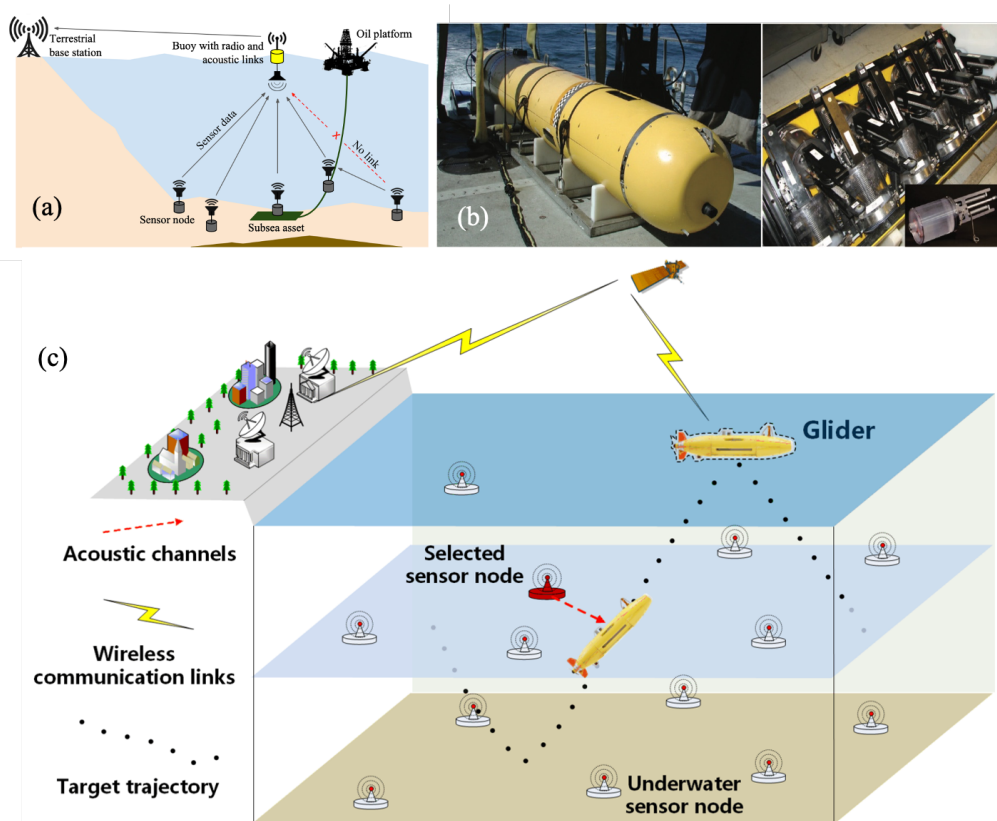 Terrestrial
base station
Buoy with radio and
acoustic links
Oil platform
Sensor data
No link
x
(a)
Sensor node
Subsea asset
(b)
(c)
Glider
Acoustic channels
Selected
sensor node
Wireless
communication links
Target trajectory
Underwater
sensor node